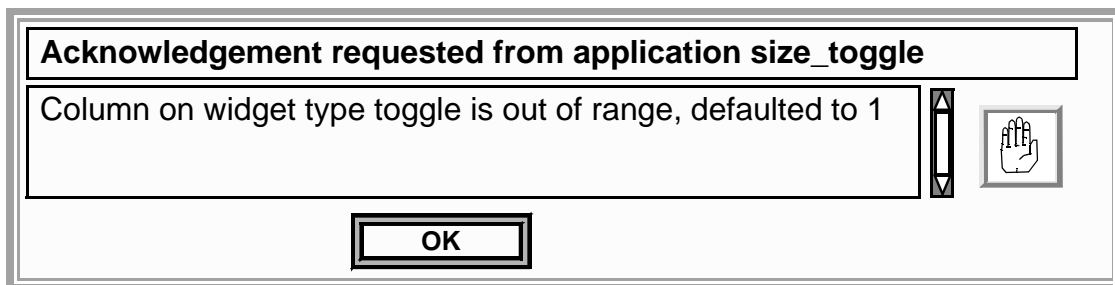 Acknowledgement requested from application size_toggle
Column on widget type toggle is out of range, defaulted to 1
OK